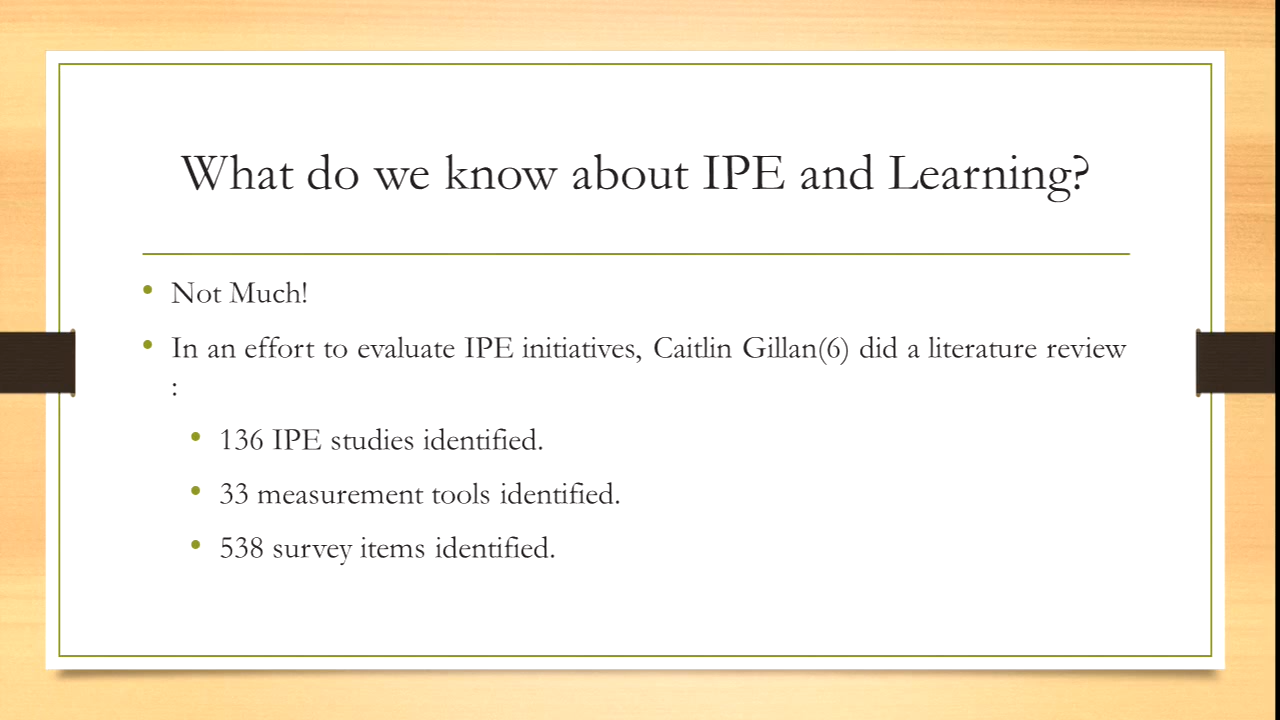 What do we know about IPE and Learning?
• Not Much!
• In an effort to evaluate IPE initiatives, Caitlin Gillan(6) did a literature review
:
• 136 IPE studies identified.
• 33 measurement tools identified.
• 538 survey items identified.